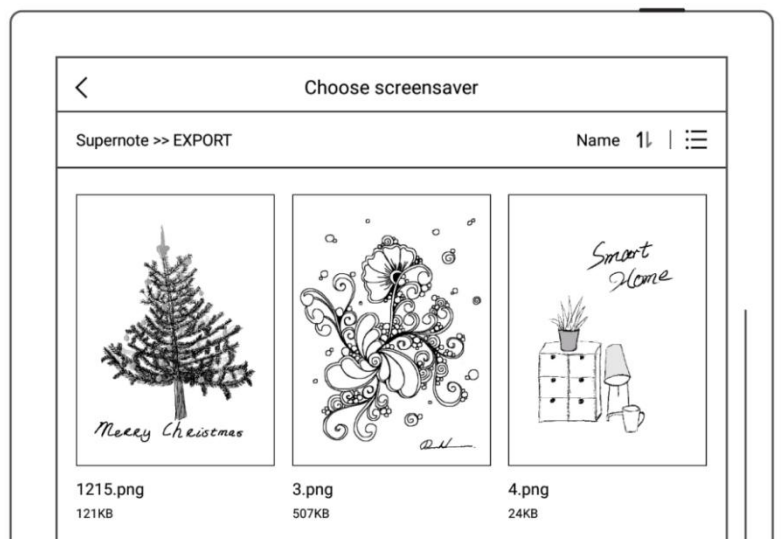 Choose screensaver
Supernote >> EXPORT
Name
Merry Christmas
Smart
Home
1215.png
121KB
3.png
507KB
4.png
24KB